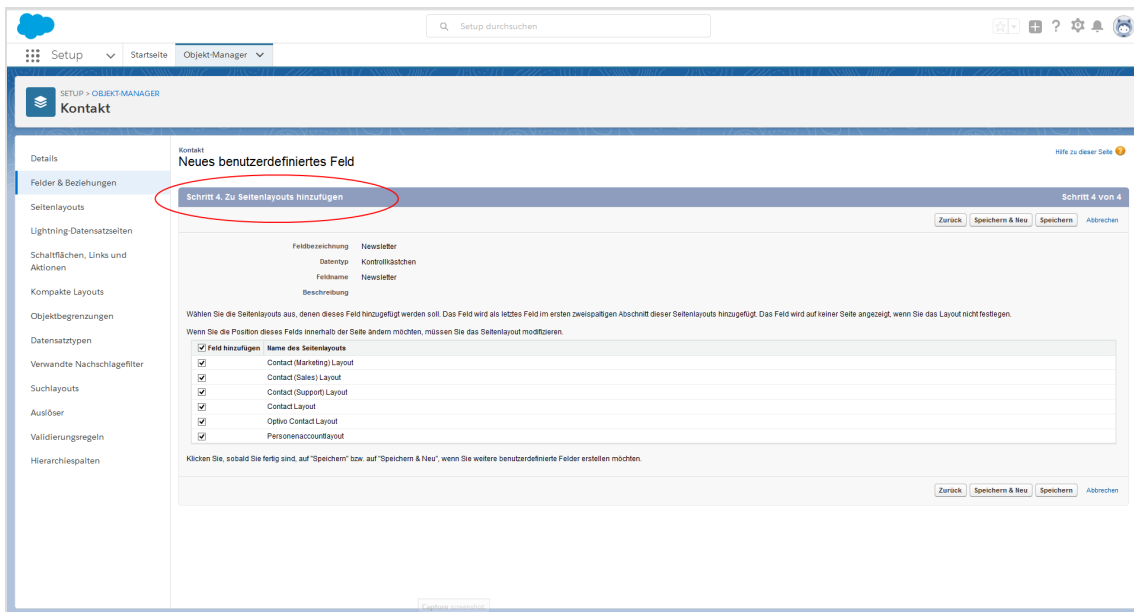 Setup durchsuchen
Setup
Startseite
Objekt-Manager
SETUP > OBJEKT-MANAGER
Kontakt
Details
Felder & Beziehungen
Seitenlayouts
Lightning-Datensatzseiten
Schaltflächen, Links und
Aktionen
Kompakte Layouts
Objektbegrenzungen
Datensatztypen
Verwandte Nachschlagefilter
Suchlayouts
Auslöser
Validierungsregeln
Hierarchiespalten
Kontakt
Neues benutzerdefiniertes Feld
Hilfe zu dieser Seite
Schritt 4. Zu Seitenlayouts hinzufügen
Schritt 4 von 4
Zurück Speichern & Neu Speichern Abbrechen
Feldbezeichnung Newsletter
Datentyp Kontrollkästchen
Feldname Newsletter
Beschreibung
Wählen Sie die Seitenlayouts aus, denen dieses Feld hinzugefügt werden soll. Das Feld wird als letztes Feld im ersten zweispaltigen Abschnitt dieser Seitenlayouts hinzugefügt. Das Feld wird auf keiner Seite angezeigt, wenn Sie das Layout nicht festlegen.
Wenn Sie die Position dieses Felds innerhalb der Seite ändern möchten, müssen Sie das Seitenlayout modifizieren.
Feld hinzufügen Name des Seitenlayouts
Contact (Marketing) Layout
Contact (Sales) Layout
Contact (Support) Layout
Contact Layout
Optivo Contact Layout
Personenaccountlayout
Klicken Sie, sobald Sie fertig sind, auf "Speichern" bzw. auf "Speichern & Neu", wenn Sie weitere benutzerdefinierte Felder erstellen möchten.
Zurück Speichern & Neu Speichern Abbrechen
Capture screenshot